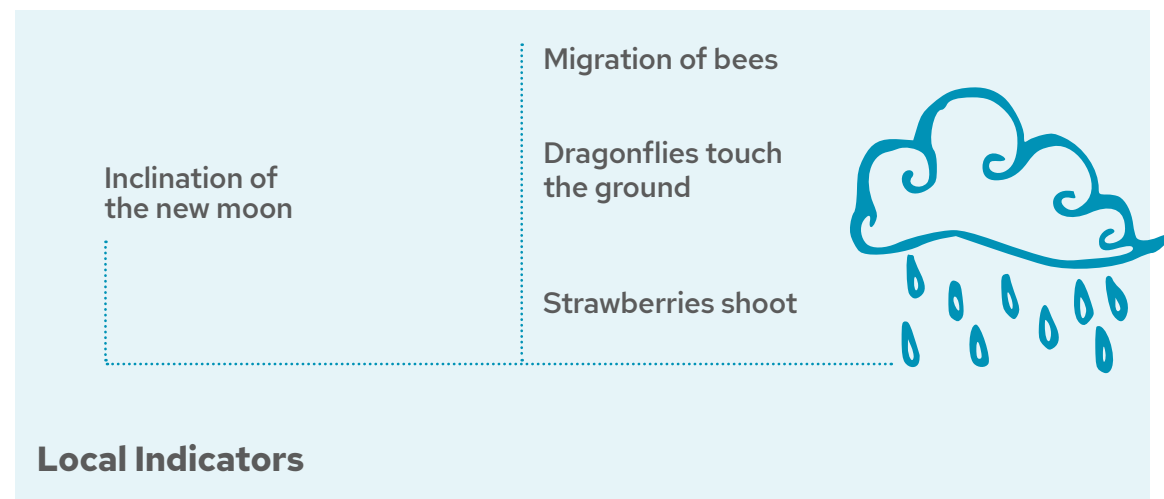 Inclination of
the new moon
Migration of bees
Dragonflies touch
the ground
Strawberries shoot
Local Indicators